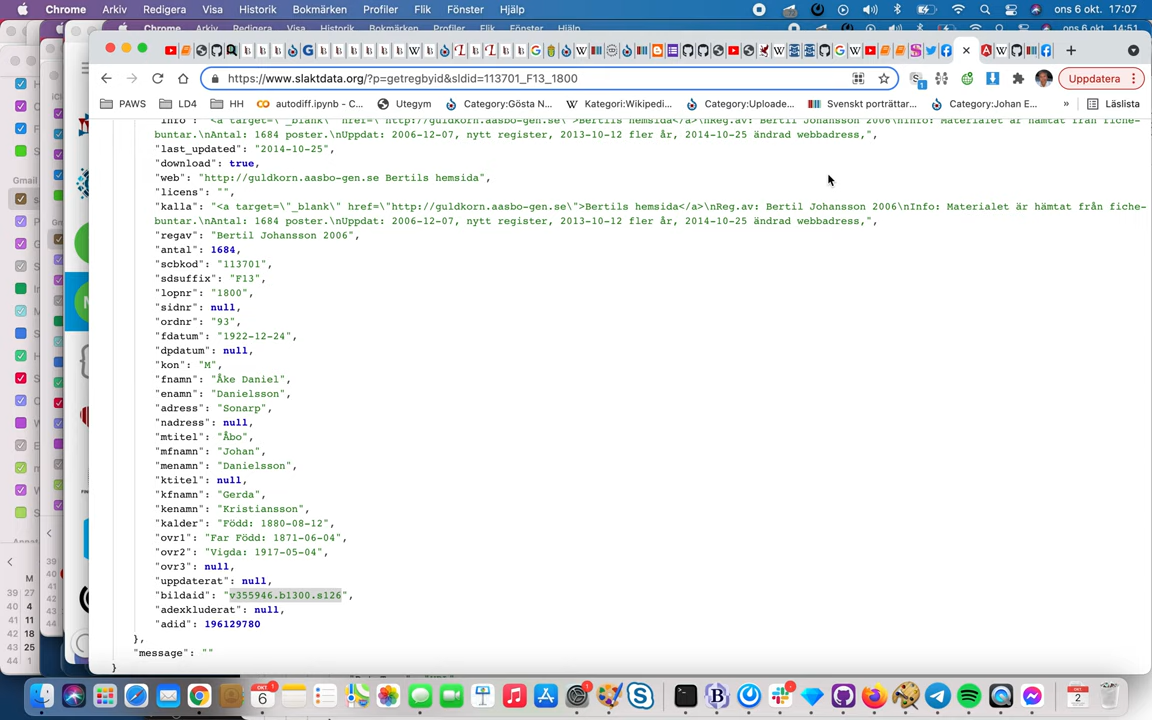 Chrome Arkiv Redigera Visa Historik Bokmärken Profiler Flik Fönster Hjälp ons 6 okt. 17:07
https://www.slaktdata.org/?p=getregbyid&sldid=113701_F13_1800 Uppdatera
PAWS LD4 HH autodiff.ipynb - C... Utegym Category:Gösta N... Kategori:Wikipedi... Category:Uploade... Svenskt porträttar... Category:Johan E... » Läslista
buntar.\nAntal: 1684 poster.\nUppdat: 2006-12-07, nytt register, 2013-10-12 fler år, 2014-10-25 ändrad webbadress,",
"last_updated": "2014-10-25",
"download": true,
"web": "http://guldkorn.aasbo-gen.se Bertils hemsida",
"licens": "",
"kalla": "<a target=\"_blank\" href=\"http://guldkorn.aasbo-gen.se\">Bertils hemsida</a>\nReg.av: Bertil Johansson 2006\nInfo: Materialet är hämtat från fiche-
buntar.\nAntal: 1684 poster.\nUppdat: 2006-12-07, nytt register, 2013-10-12 fler år, 2014-10-25 ändrad webbadress,",
"regav": "Bertil Johansson 2006",
"antal": 1684,
"scbkod": "113701",
"sdsuffix": "F13",
"lopnr": "1800",
"sidnr": null,
"ordnr": "93",
"fdatum": "1922-12-24",
"dpdatum": null,
"kon": "M",
"fnamn": "Åke Daniel",
"enamn": "Danielsson",
"adress": "Sonarp",
"nadress": null,
"mtitel": "Åbo",
"mfnamn": "Johan",
"menamn": "Danielsson",
"ktitel": null,
"kfnamn": "Gerda",
"kenamn": "Kristiansson",
"kalder": "Född: 1880-08-12",
"ovr1": "Far Född: 1871-06-04",
"ovr2": "Vigda: 1917-05-04",
"ovr3": null,
"uppdaterat": null,
"bildaid": "v355946.b1300.s126",
"adexkluderat": null,
"adid": 196129780
},
"message": ""
}